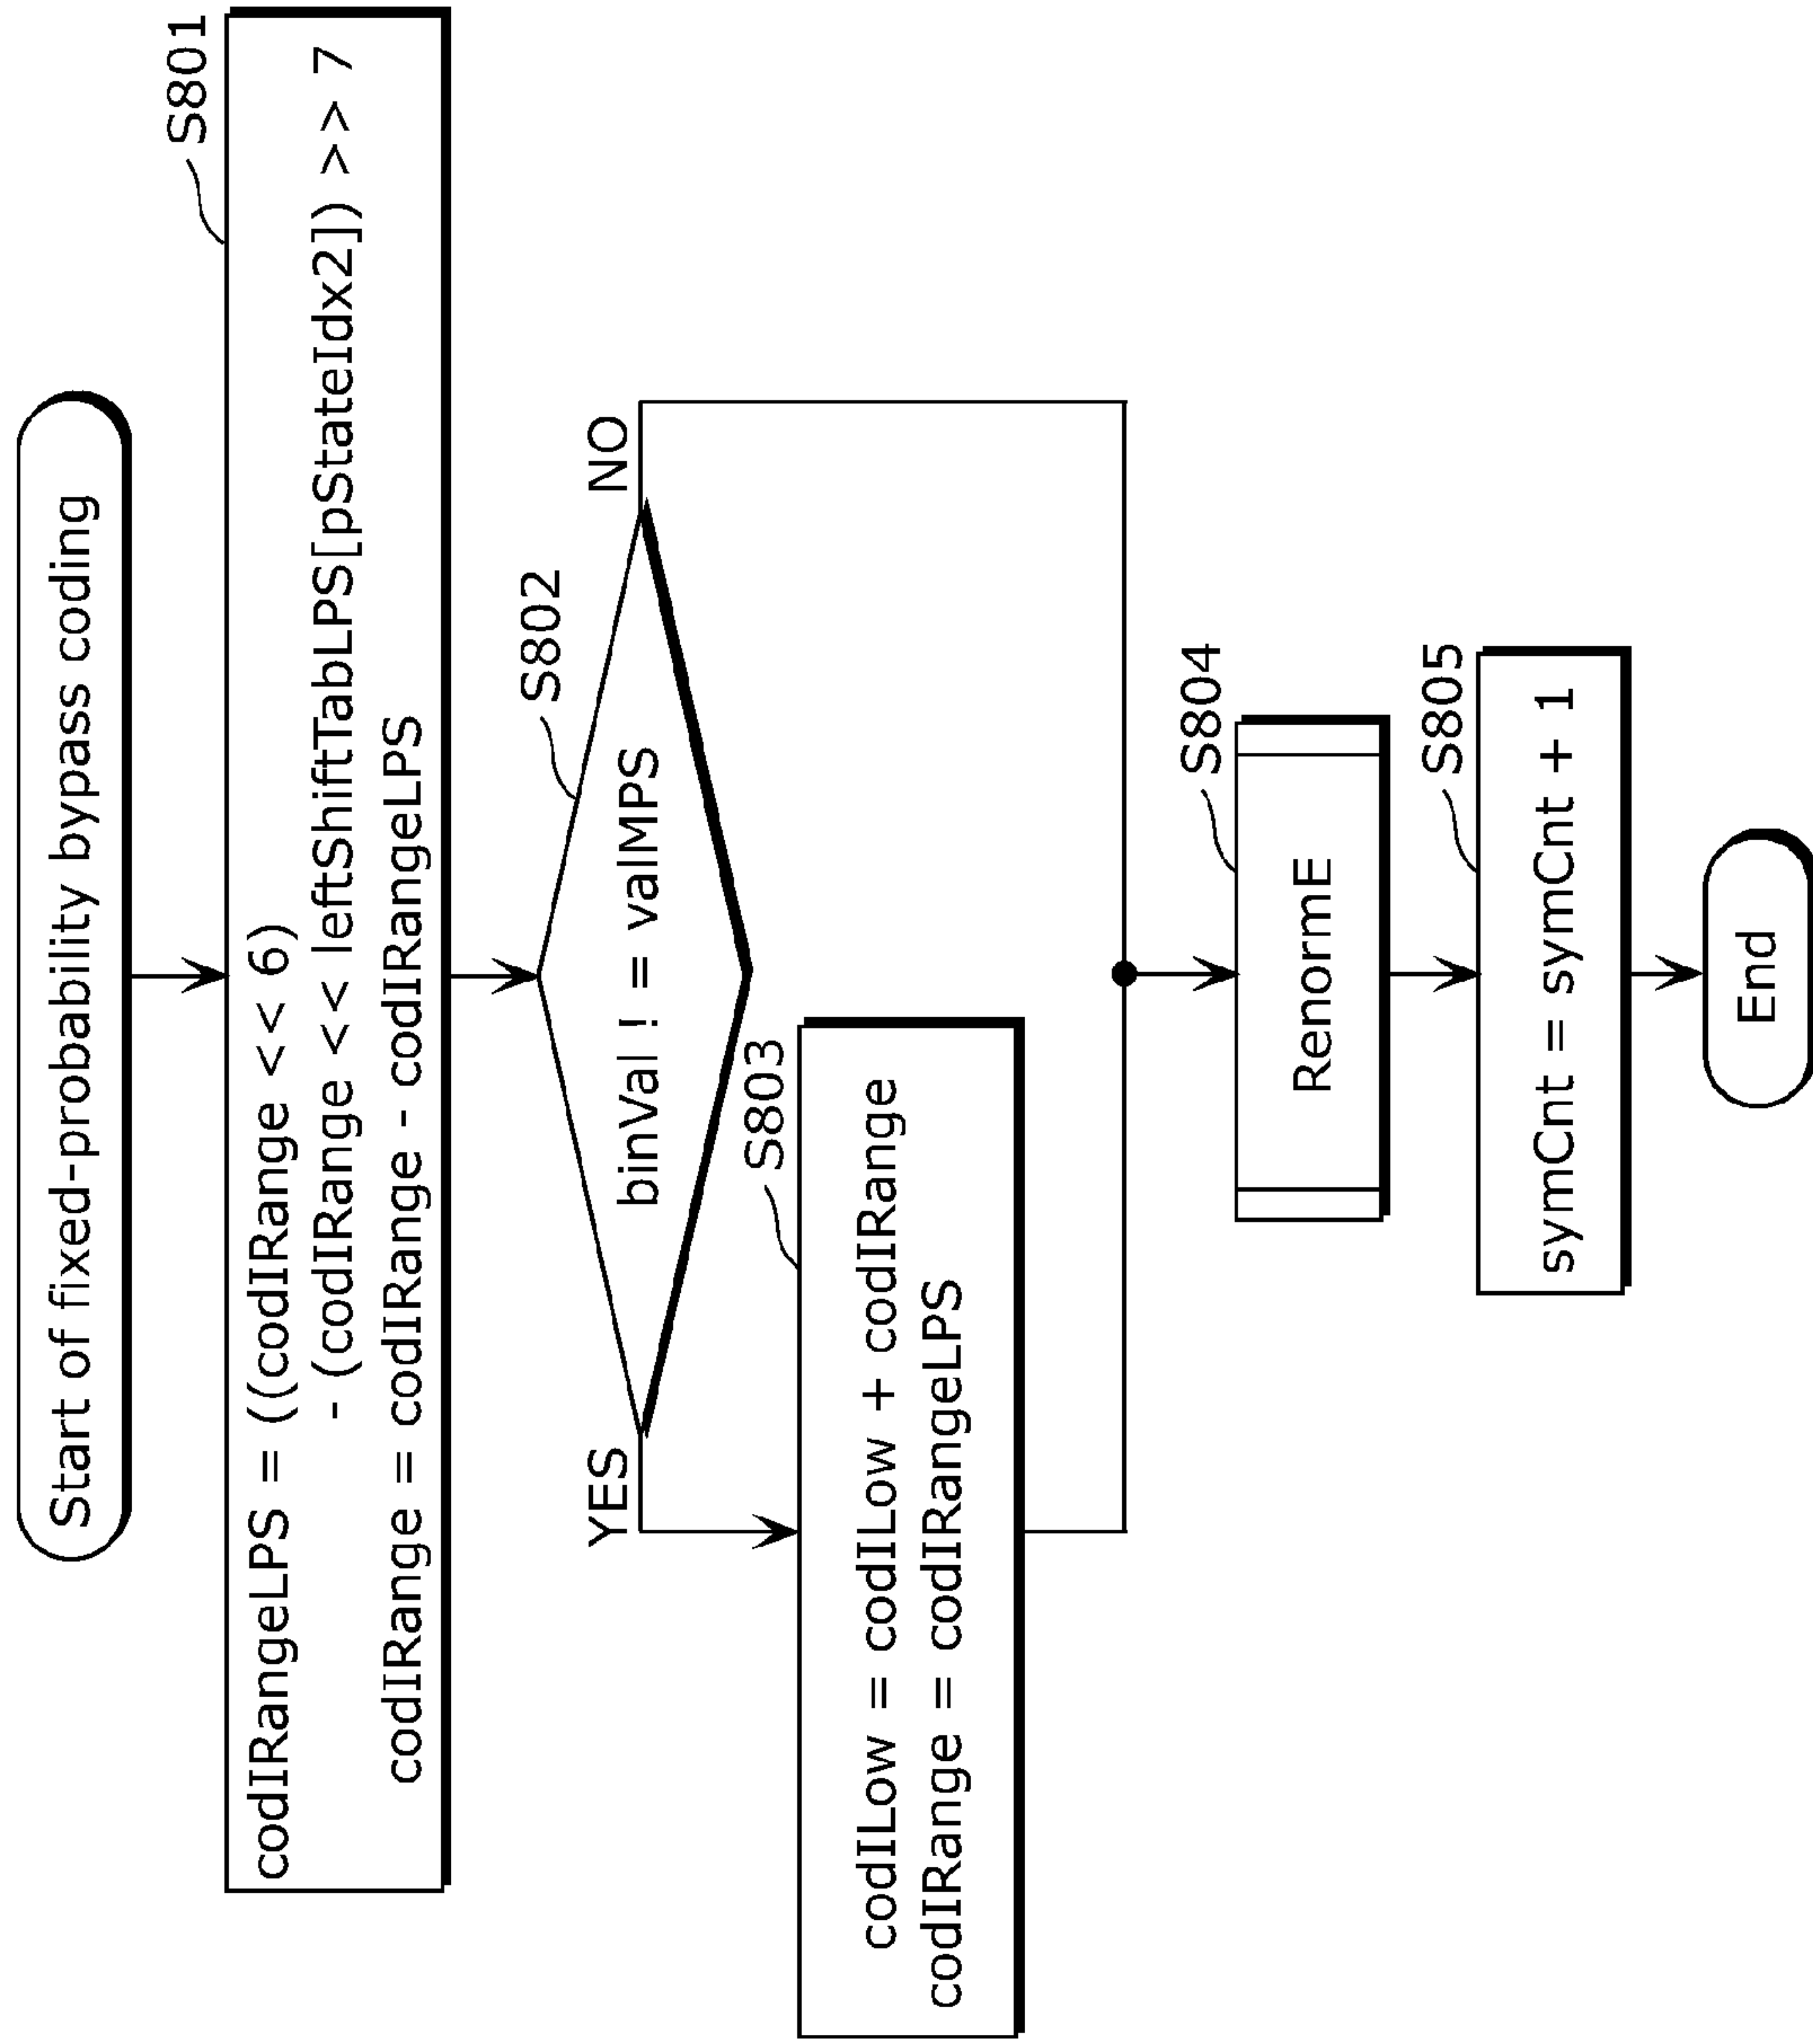 Start of fixed-probability bypass coding
S801
codIRangeLPS = ((codIRange << 6)
- (codIRange << leftShiftTabLPS[pStateIdx2]) >> 7
codIRange = codIRange - codIRangeLPS
S802
binVal ! = valMPS
YES
NO
S803
codILow = codILow + codIRange
codIRange = codIRangeLPS
S804
RenormE
S805
symCnt = symCnt + 1
End